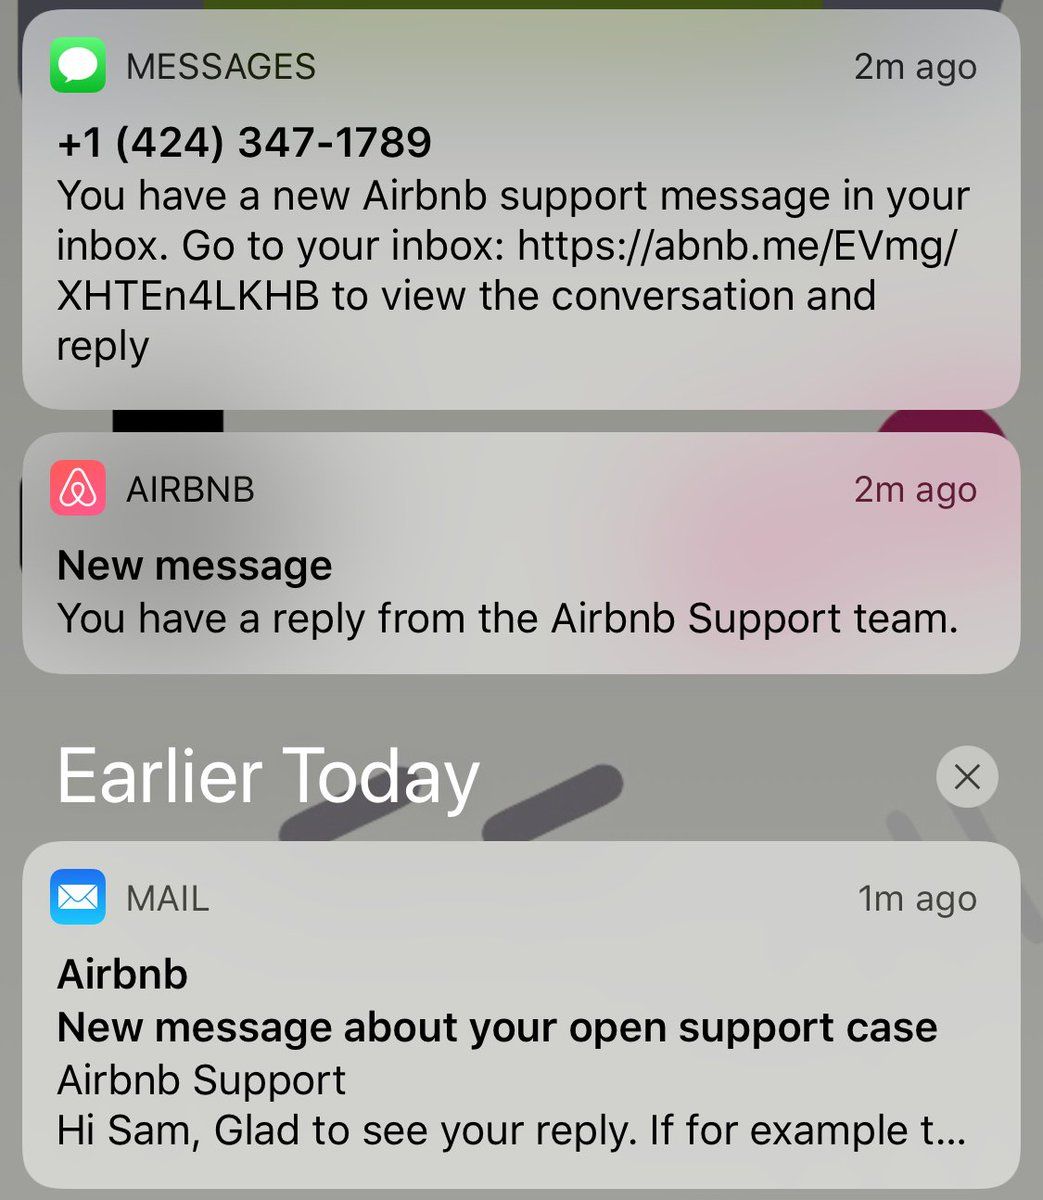 MESSAGES 2m ago
+1 (424) 347-1789
You have a new Airbnb support message in your
inbox. Go to your inbox: https://abnb.me/EVmg/
XHTEn4LKHB to view the conversation and
reply
AIRBNB 2m ago
New message
You have a reply from the Airbnb Support team.
Earlier Today
MAIL 1m ago
Airbnb
New message about your open support case
Airbnb Support
Hi Sam, Glad to see your reply. If for example t...